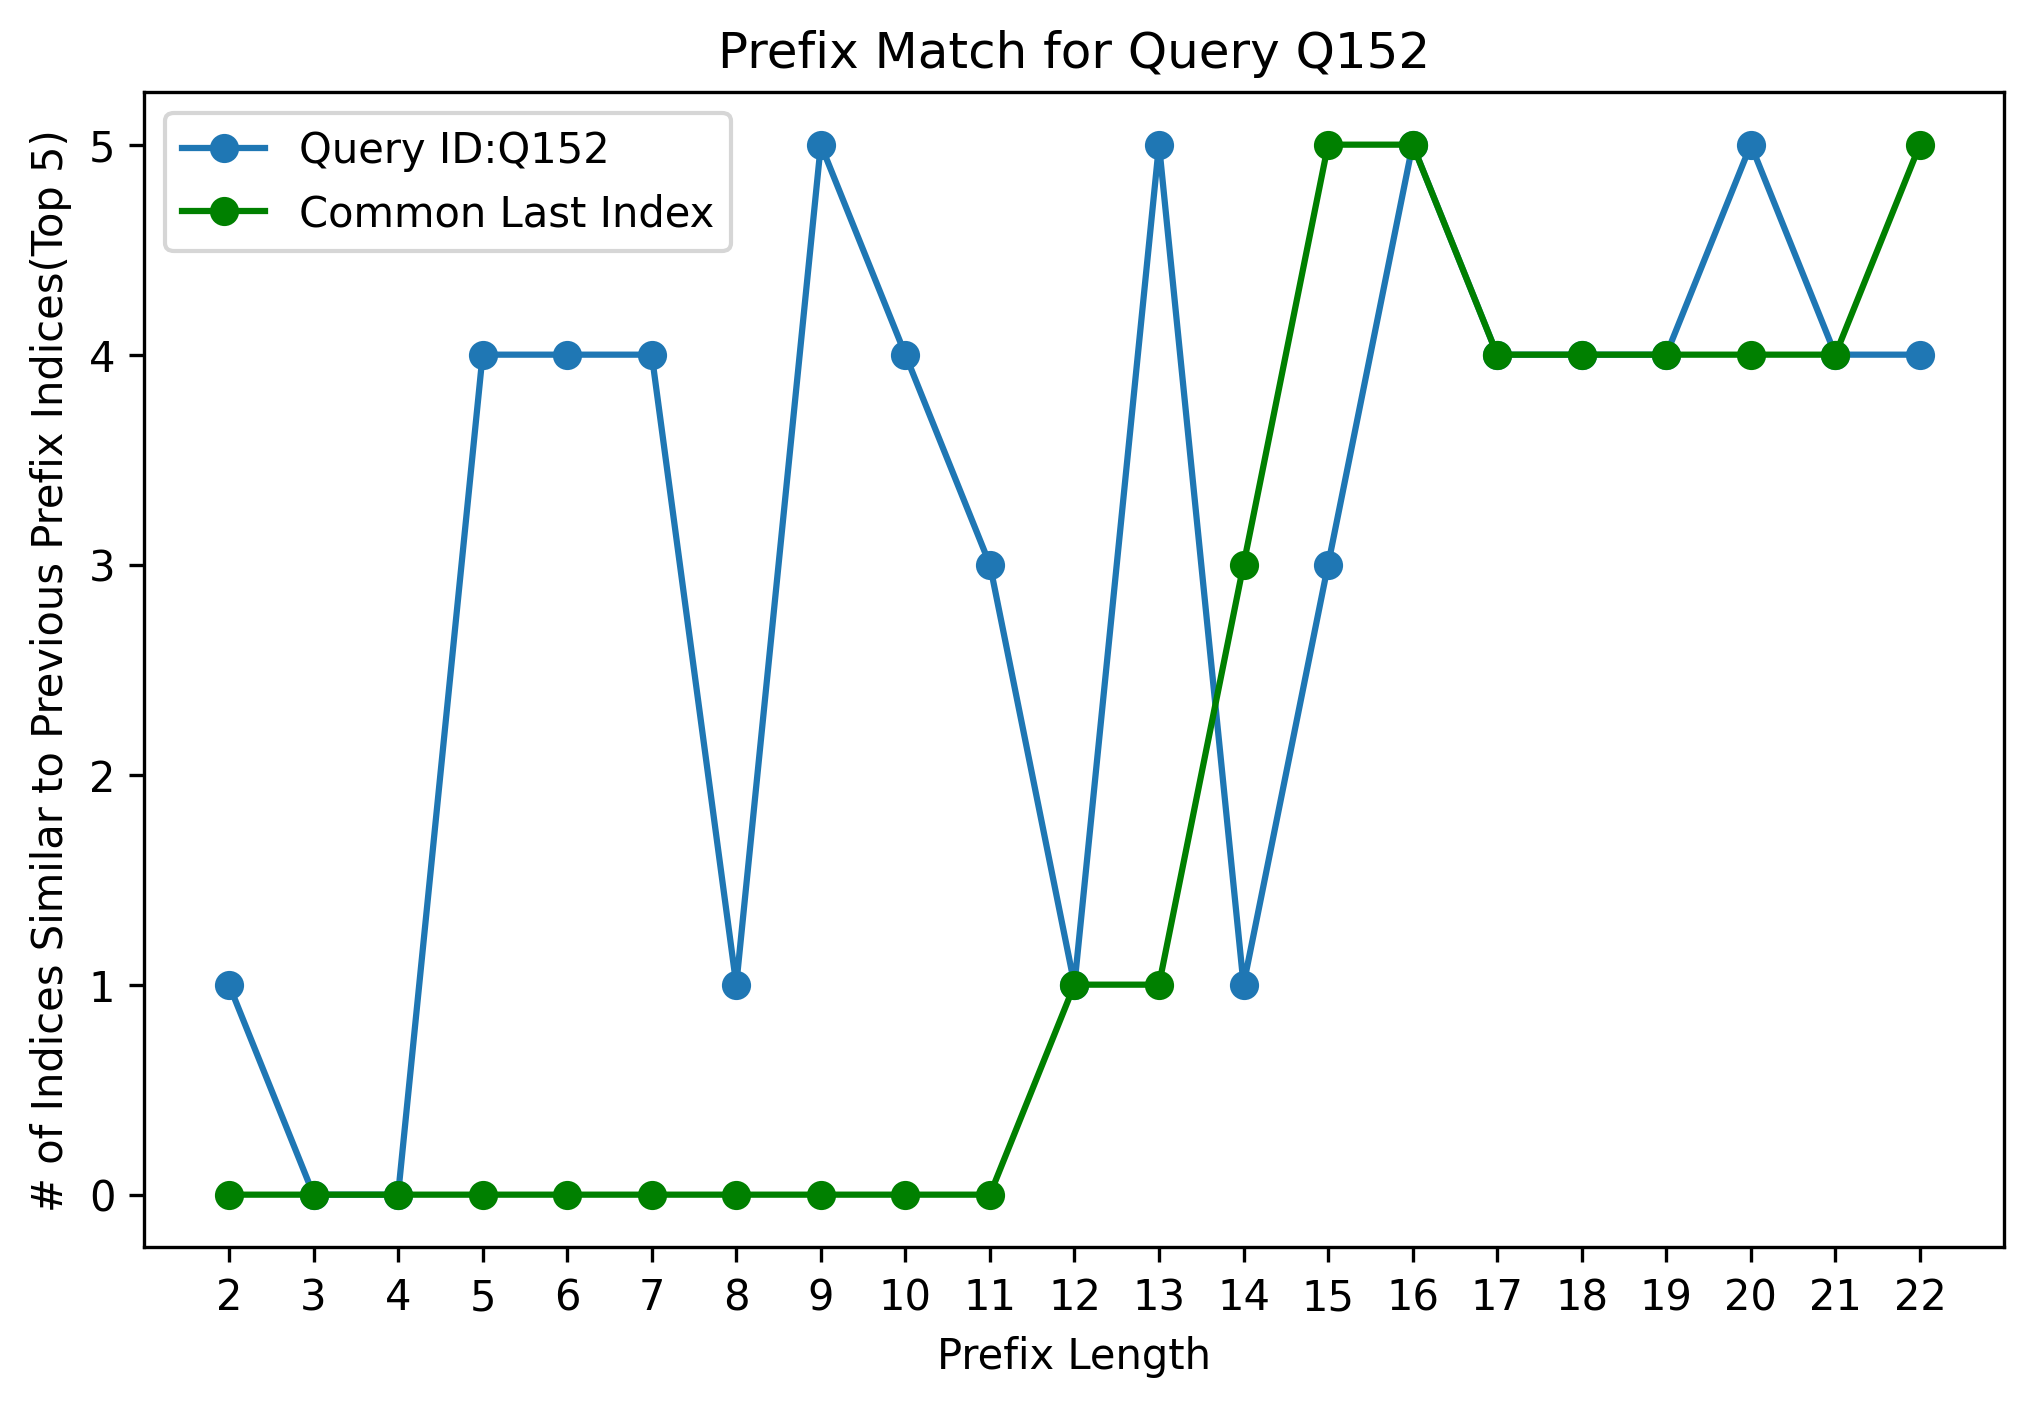 Prefix Match for Query Q152
Query ID:Q152
Common Last Index
# of Indices Similar to Previous Prefix Indices(Top 5)
5
4
3
2
1
0
2 3 4 5 6 7 8 9 10 11 12 13 14 15 16 17 18 19 20 21 22
Prefix Length